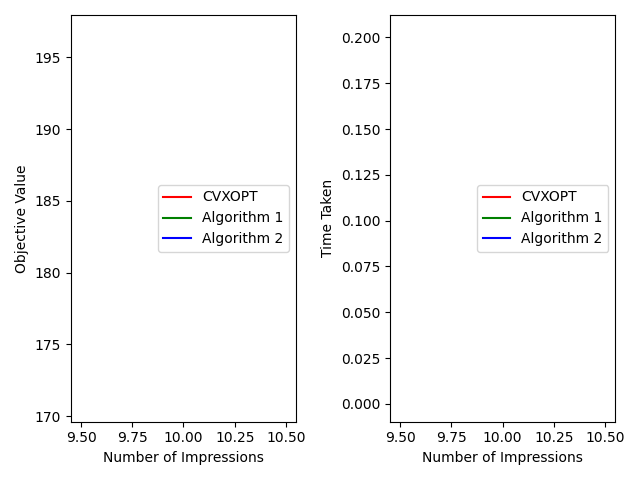 195
190
185
180
175
170
Objective Value
CVXOPT
Algorithm 1
Algorithm 2
9.50 9.75 10.00 10.25 10.50
Number of Impressions
0.200
0.175
0.150
0.125
0.100
0.075
0.050
0.025
0.000
Time Taken
CVXOPT
Algorithm 1
Algorithm 2
9.50 9.75 10.00 10.25 10.50
Number of Impressions